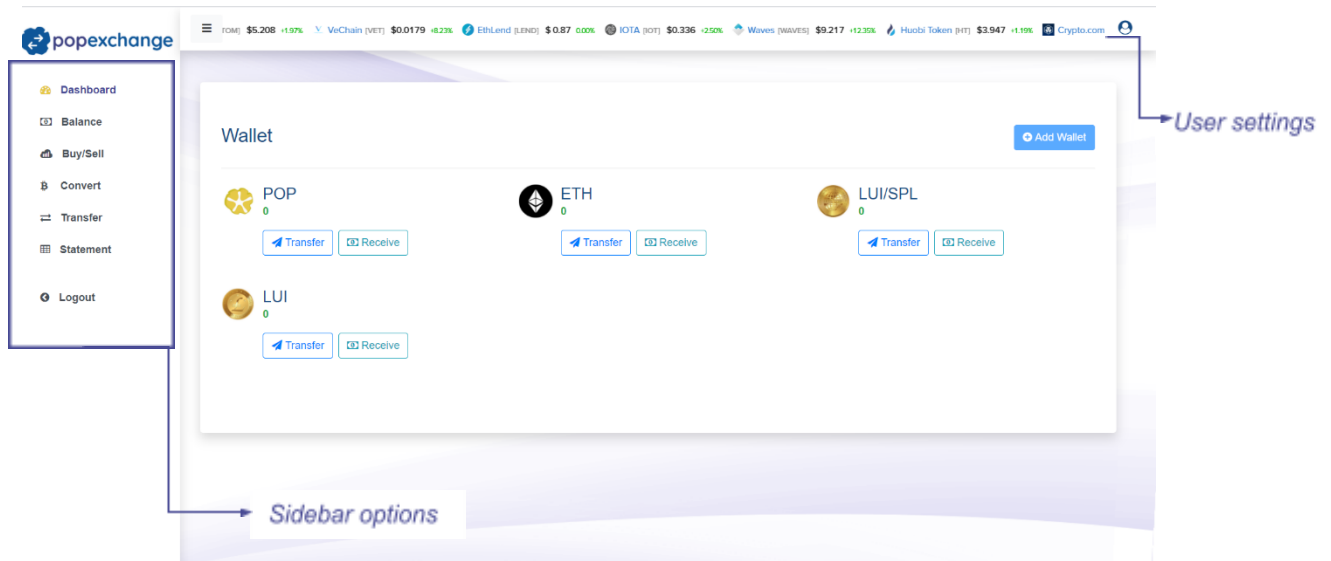 popexchange
TOM] $5.208 +1.97% VeChain [VET] $0.0179 +8.23% EthLend [LEND] $ 0.87 0.00% IOTA [IOT] $0.336 +2.50% Waves [WAVES] $9.217 +12.35% Huobi Token [HT] $3.947 +1.19% Crypto.com
User settings
Dashboard
Balance
Buy/Sell
Convert
Transfer
Statement
Logout
Wallet
Add Wallet
POP
0
Transfer Receive
ETH
0
Transfer Receive
LUI/SPL
0
Transfer Receive
LUI
0
Transfer Receive
Sidebar options